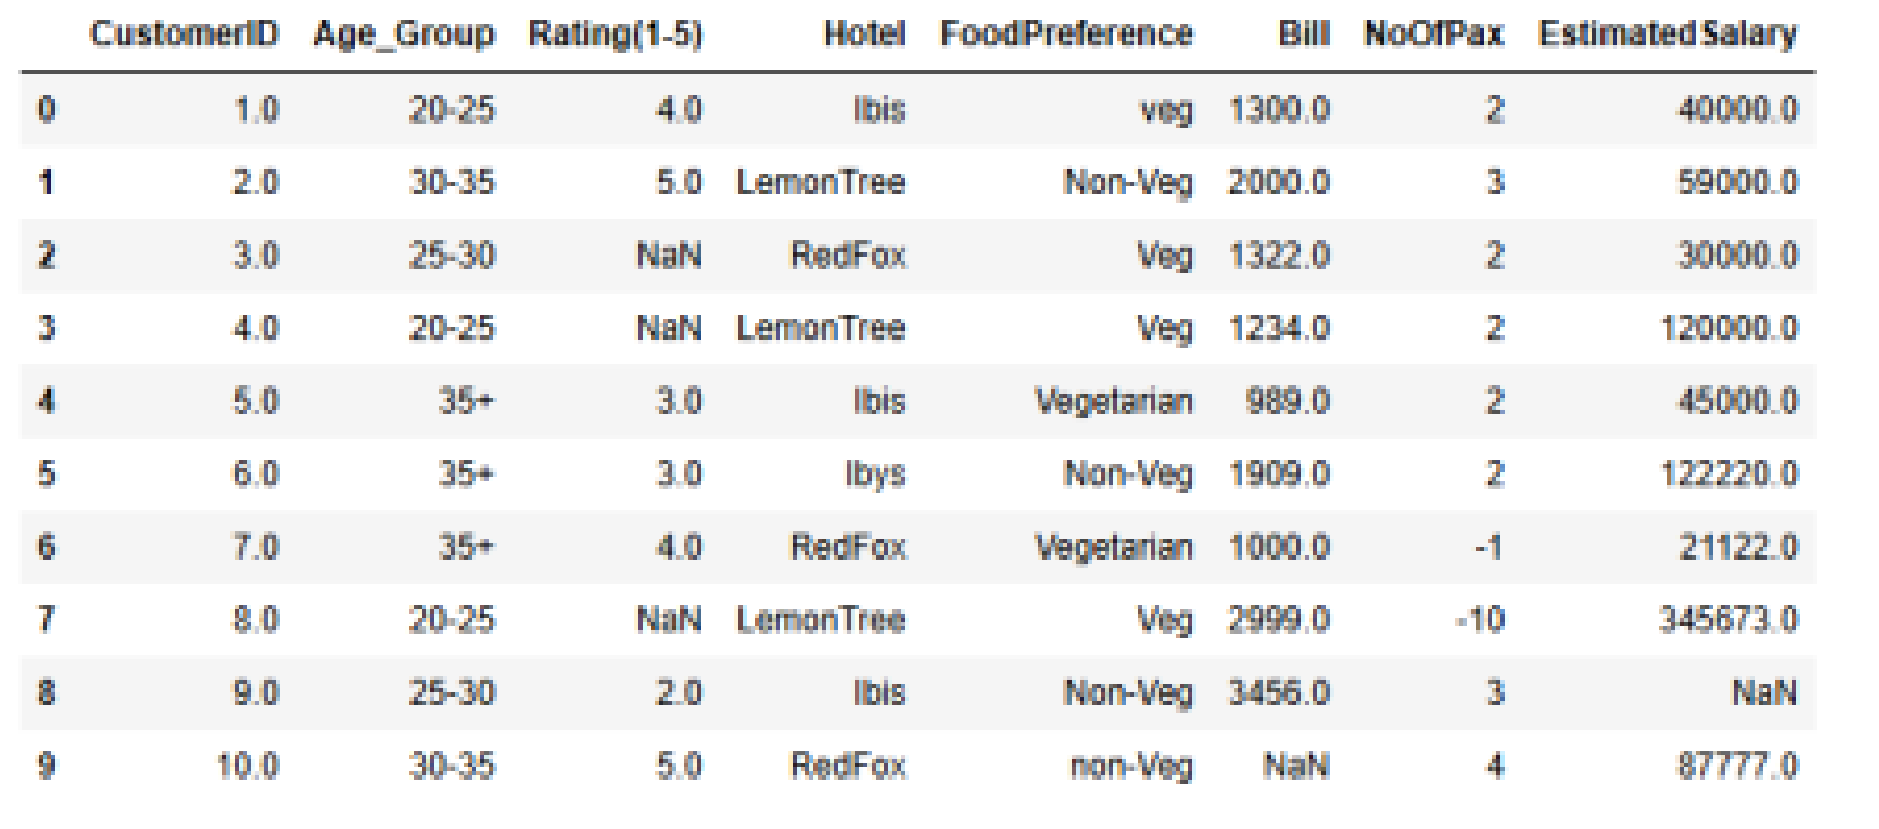 CustomerID Age_Group Rating(1-5) Hotel FoodPreference Bill NoOfPax EstimatedSalary
0 1.0 20-25 4.0 Ibis veg 1300.0 2 40000.0
1 2.0 30-35 5.0 LemonTree Non-Veg 2000.0 3 59000.0
2 3.0 25-30 NaN RedFox Veg 1322.0 2 30000.0
3 4.0 20-25 NaN LemonTree Veg 1234.0 2 120000.0
4 5.0 35+ 3.0 Ibis Vegetarian 989.0 2 45000.0
5 6.0 35+ 3.0 Ibys Non-Veg 1909.0 2 122220.0
6 7.0 35+ 4.0 RedFox Vegetarian 1000.0 -1 21122.0
7 8.0 20-25 NaN LemonTree Veg 2999.0 -10 345673.0
8 9.0 25-30 2.0 Ibis Non-Veg 3456.0 3 NaN
9 10.0 30-35 5.0 RedFox non-Veg NaN 4 87777.0